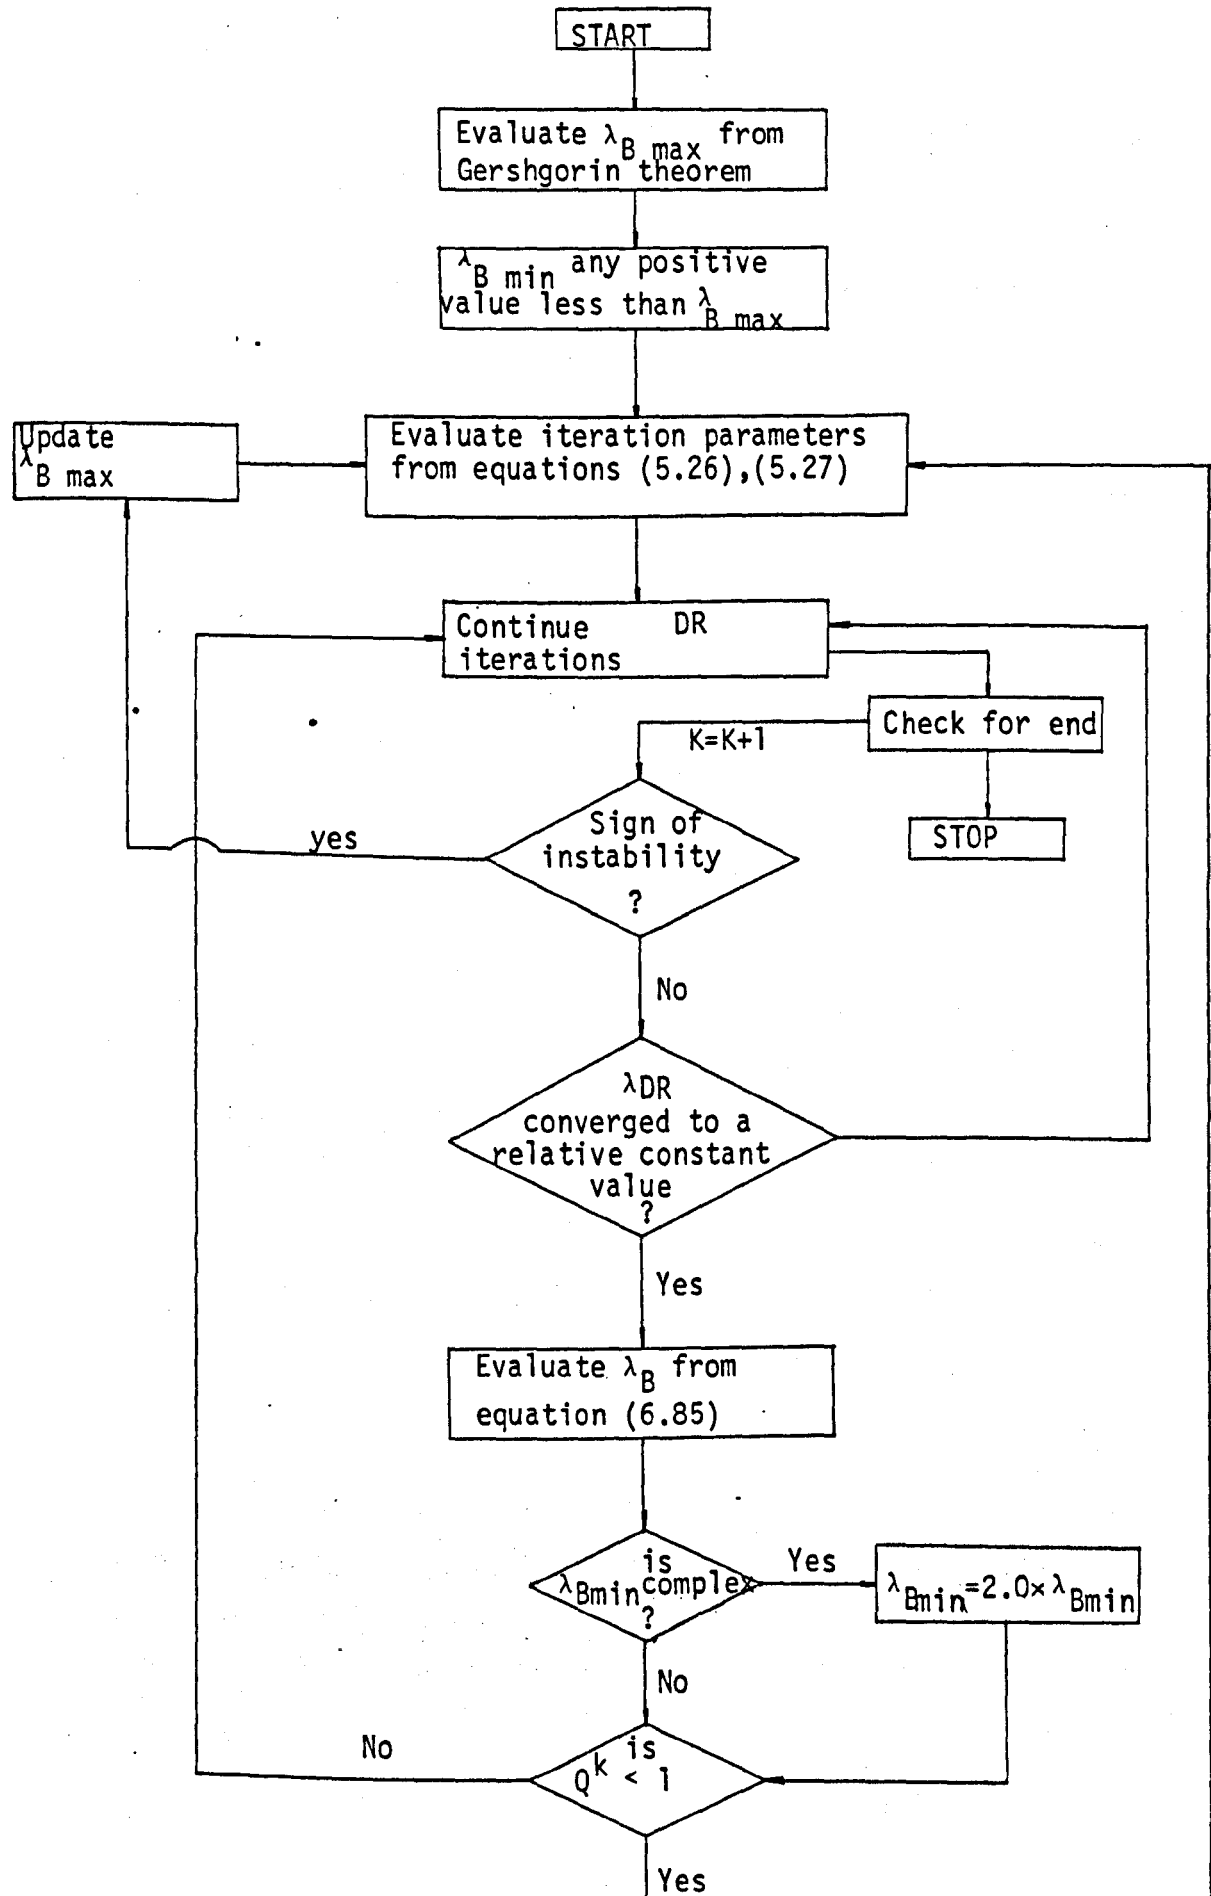 START
Evaluate λB max from
Gershgorin theorem
λB min any positive
value less than λB max
Update
λB max
Evaluate iteration parameters
from equations (5.26),(5.27)
Continue DR
iterations
Check for end
K=K+1
STOP
Sign of
instability
?
yes
No
λDR
converged to a
relative constant
value
?
Yes
Evaluate λB from
equation (6.85)
is
λBmin complex
?
Yes
λBmin=2.0×λBmin
No
is
Qk < 1
No
Yes